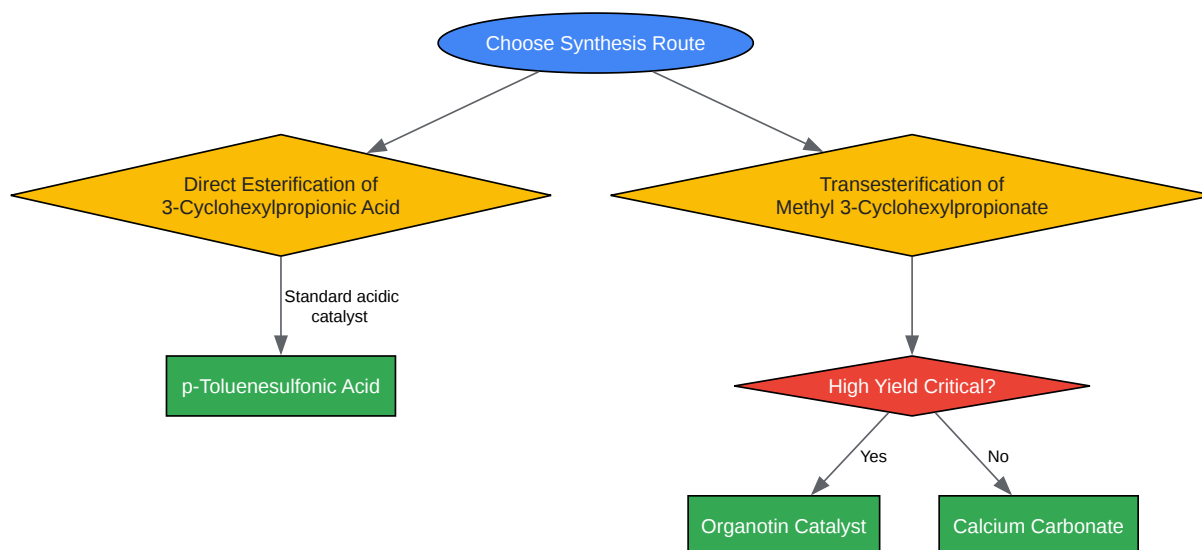 Choose Synthesis Route
Direct Esterification of
3-Cyclohexylpropionic Acid
Transesterification of
Methyl 3-Cyclohexylpropionate
Standard acidic
catalyst
p-Toluenesulfonic Acid
High Yield Critical?
Yes
No
Organotin Catalyst
Calcium Carbonate